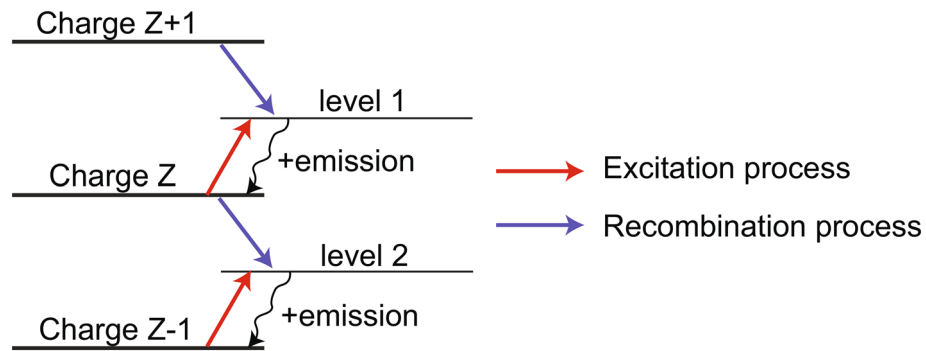 Charge Z+1
level 1
+emission
Charge Z
Excitation process
Recombination process
level 2
+emission
Charge Z-1